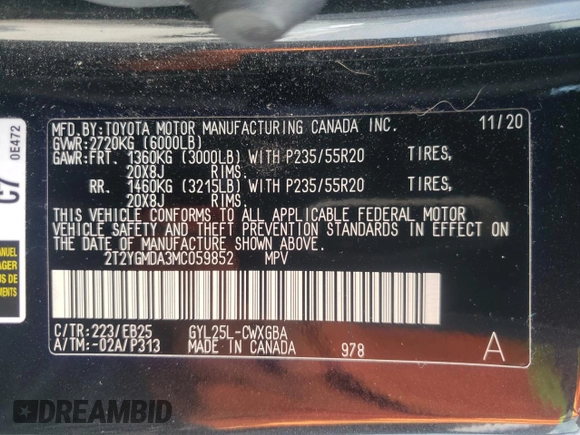 MFD.BY:TOYOTA MOTOR MANUFACTURING CANADA INC. 11/20
GVWR:2720KG (6000LB)
GAWR:FRT. 1360KG (3000LB) WITH P235/55R20 TIRES,
20X8J RIMS,
RR. 1460KG (3215LB) WITH P235/55R20 TIRES,
20X8J RIMS.
THIS VEHICLE CONFORMS TO ALL APPLICABLE FEDERAL MOTOR
VEHICLE SAFETY AND THEFT PREVENTION STANDARDS IN EFFECT ON
THE DATE OF MANUFACTURE SHOWN ABOVE.
2T2YGMDA3MC059852 MPV
C/TR:223/EB25 GYL25L-CWXGBA
A/TM:-02A/P313 MADE IN CANADA 978 A
0E472
C7
DREAMBID